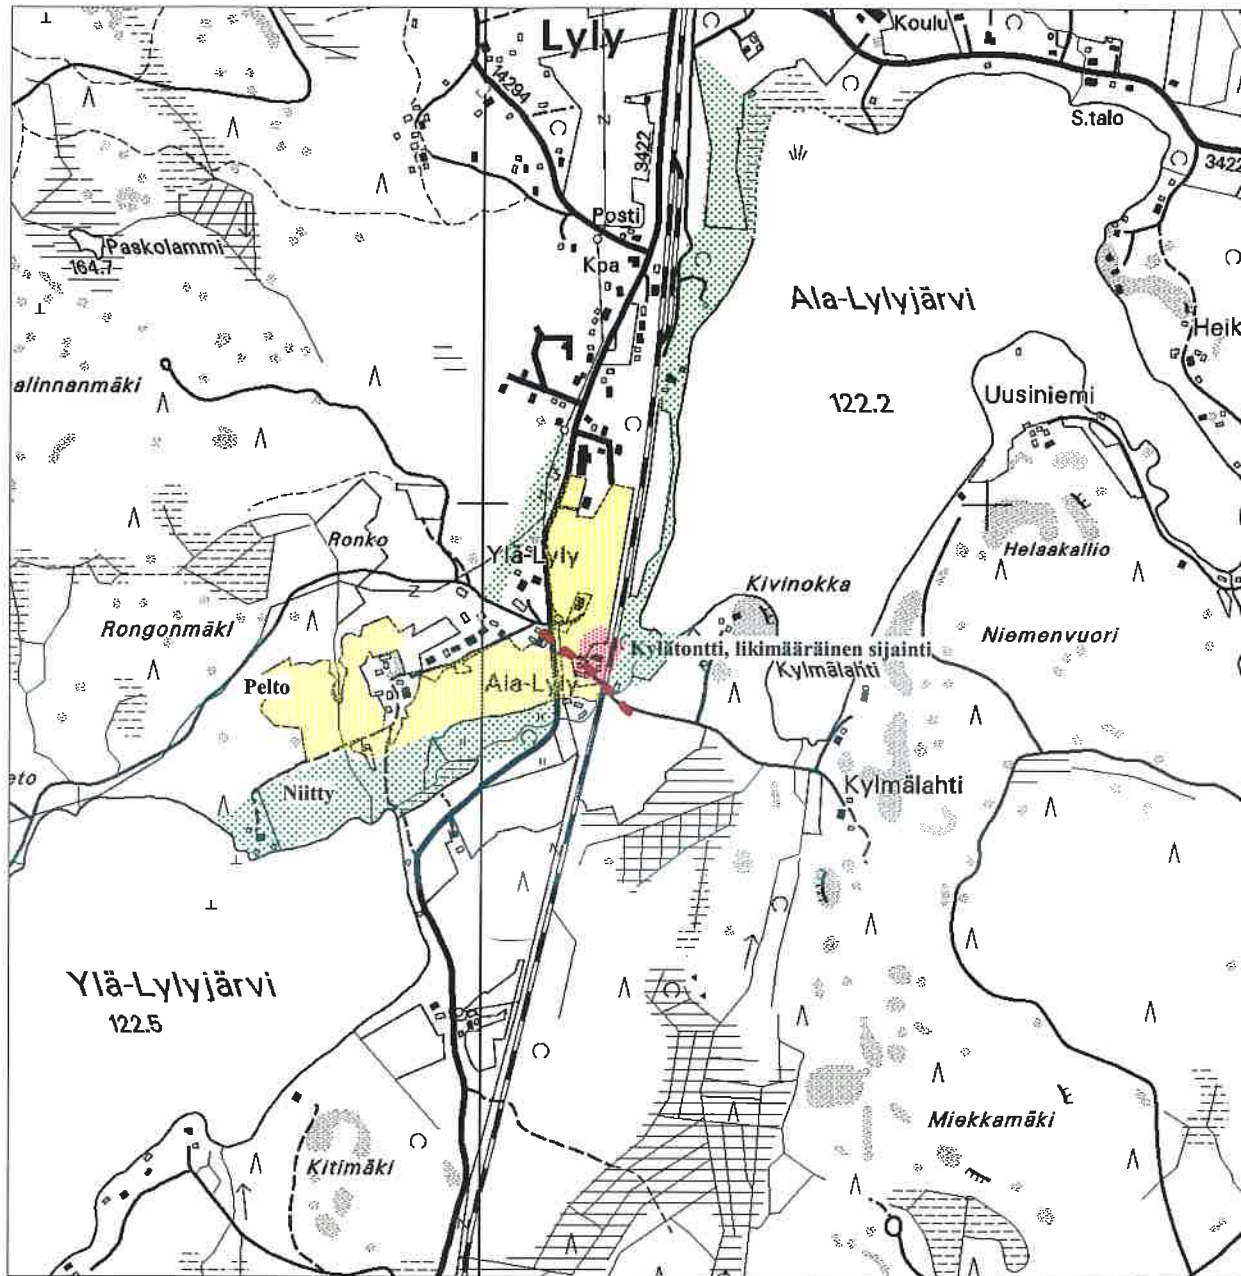 Lyly
Koulu
14294
3422
S.talo
3422
Posti
Paskolammi
164.7
Kpa
Ala-Lylyjärvi
Heik
alinnanmäki
Uusiniemi
122.2
Ronko
Ylä-Lyly
Helaakallio
Kivinokka
Rongonmäki
Niemenvuori
Kylätontti, likimääräinen sijainti
Kylmälahti
Pelto
Ala-Lyly
eto
Niitty
Kylmälahti
Ylä-Lylyjärvi
122.5
Miekkamäki
Kitimäki